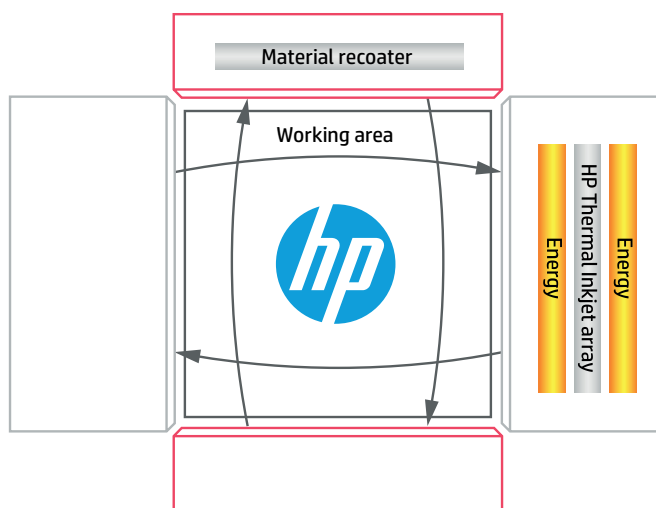 Material recoater
Working area
hp
Energy
HP Thermal Inkjet array
Energy